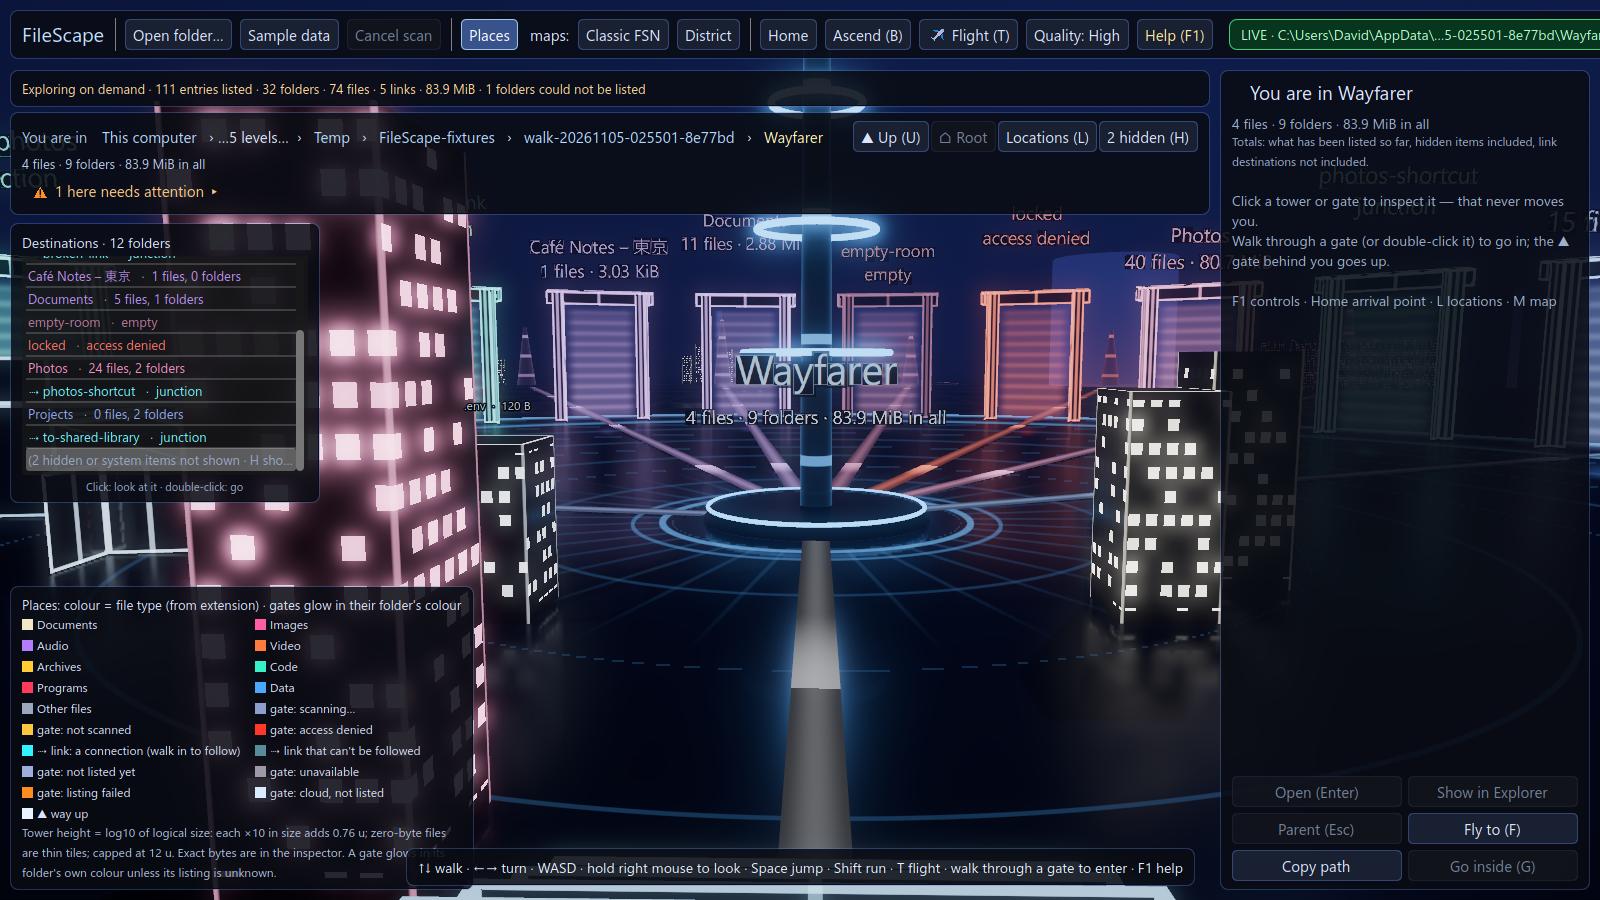 FileScape Open folder... Sample data Cancel scan Places maps: Classic FSN District Home Ascend (B) Flight (T) Quality: High Help (F1) LIVE · C:\Users\David\AppData\...5-025501-8e77bd\Wayfar
Exploring on demand · 111 entries listed · 32 folders · 74 files · 5 links · 83.9 MiB · 1 folders could not be listed
You are in This computer › ...5 levels... › Temp › FileScape-fixtures › walk-20261105-025501-8e77bd › Wayfarer ▲ Up (U) Root Locations (L) 2 hidden (H)
4 files · 9 folders · 83.9 MiB in all
1 here needs attention ▸
Destinations · 12 folders
broken-link · junction
Café Notes – 東京 · 1 files, 0 folders
Documents · 5 files, 1 folders
empty-room · empty
locked · access denied
Photos · 24 files, 2 folders
⤑ photos-shortcut · junction
Projects · 0 files, 2 folders
⤑ to-shared-library · junction
(2 hidden or system items not shown · H sho...
Click: look at it · double-click: go
Café Notes – 東京
1 files · 3.03 KiB
Document
11 files · 2.88 MiB
empty-room
empty
locked
access denied
Photos
40 files · 80.
.env · 120 B
Wayfarer
4 files · 9 folders · 83.9 MiB in all
You are in Wayfarer
4 files · 9 folders · 83.9 MiB in all
Totals: what has been listed so far, hidden items included, link
destinations not included.
photos-shortcut
junction
Click a tower or gate to inspect it — that never moves
you.
Walk through a gate (or double-click it) to go in; the ▲
gate behind you goes up.
F1 controls · Home arrival point · L locations · M map
Open (Enter) Show in Explorer
Parent (Esc) Fly to (F)
Copy path Go inside (G)
Places: colour = file type (from extension) · gates glow in their folder's colour
Documents Images
Audio Video
Archives Code
Programs Data
Other files gate: scanning...
gate: not scanned gate: access denied
⤑ link: a connection (walk in to follow) ⤑ link that can't be followed
gate: not listed yet gate: unavailable
gate: listing failed gate: cloud, not listed
▲ way up
Tower height = log10 of logical size: each ×10 in size adds 0.76 u; zero-byte files
are thin tiles; capped at 12 u. Exact bytes are in the inspector. A gate glows in its
folder's own colour unless its listing is unknown.
↑↓ walk · ←→ turn · WASD · hold right mouse to look · Space jump · Shift run · T flight · walk through a gate to enter · F1 help